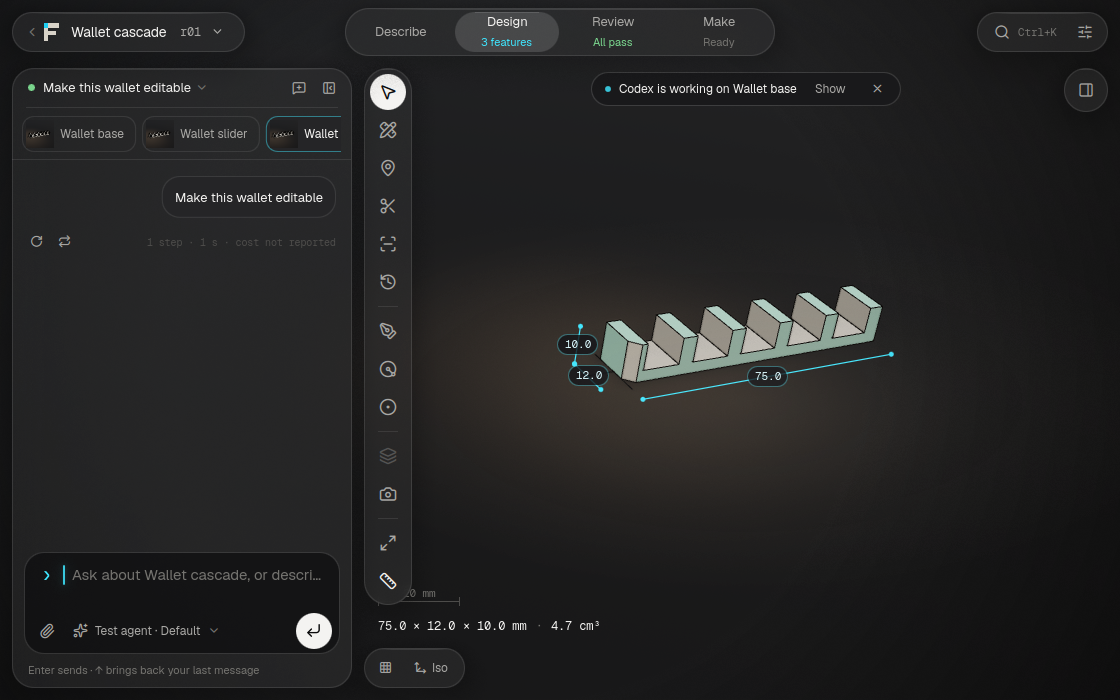 Wallet cascade r01
Describe
Design
3 features
Review
All pass
Make
Ready
Ctrl+K
Make this wallet editable
Wallet base
Wallet slider
Wallet
Make this wallet editable
1 step · 1 s · cost not reported
Codex is working on Wallet base Show
10.0
12.0
75.0
Ask about Wallet cascade, or descri…
Test agent · Default
Enter sends · ↑ brings back your last message
mm
75.0 × 12.0 × 10.0 mm · 4.7 cm³
Iso